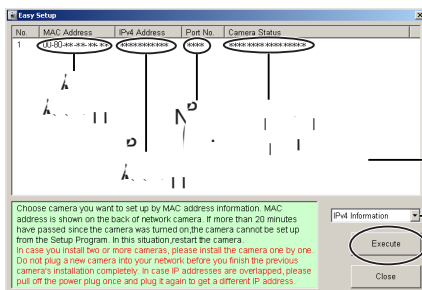 Easy Setup
No. MAC Address IPv4 Address Port No. Camera Status
1 00-80-**-**-**-** ************ **** ******************
Choose camera you want to set up by MAC address information. MAC
address is shown on the back of network camera. If more than 20 minutes
have passed since the camera was turned on,the camera cannot be set up
from the Setup Program. In this situation,restart the camera.
In case you install two or more cameras, please install the camera one by one.
Do not plug a new camera into your network before you finish the previous
camera's installation completely. In case IP addresses are overlapped, please
pull off the power plug once and plug it again to get a different IP address.
IPv4 Information
Execute
Close